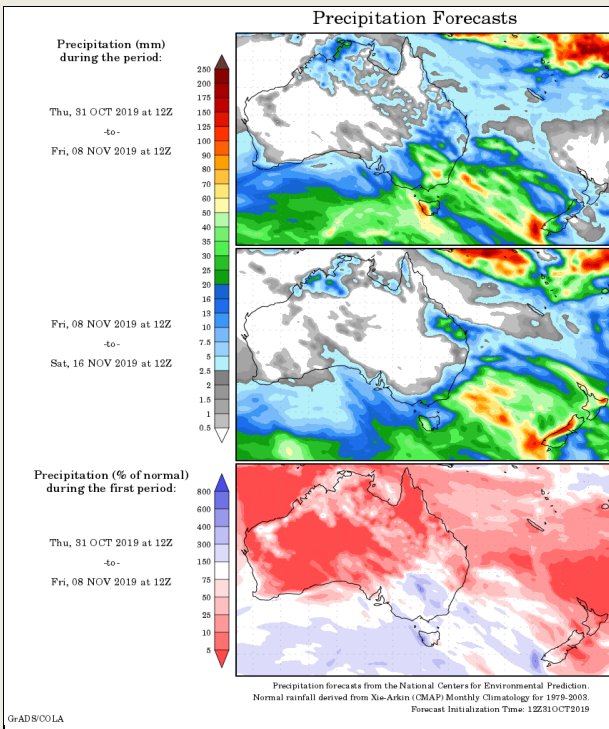 Precipitation Forecasts
Precipitation (mm)
during the period:
Thu, 31 OCT 2019 at 12Z
-to-
Fri, 08 NOV 2019 at 12Z
250
200
175
150
125
100
90
80
70
60
50
40
35
30
25
20
16
13
10
7.5
5
2.5
2
1.5
1
0.5
Fri, 08 NOV 2019 at 12Z
-to-
Sat, 16 NOV 2019 at 12Z
Precipitation (% of normal)
during the first period:
Thu, 31 OCT 2019 at 12Z
-to-
Fri, 08 NOV 2019 at 12Z
800
600
400
300
150
75
50
25
10
5
Precipitation forecasts from the National Centers for Environmental Prediction.
Normal rainfall derived from Xie-Arkin (CMAP) Monthly Climatology for 1979-2003.
Forecast Initialization Time: 12Z31OCT2019
GrADS/COLA